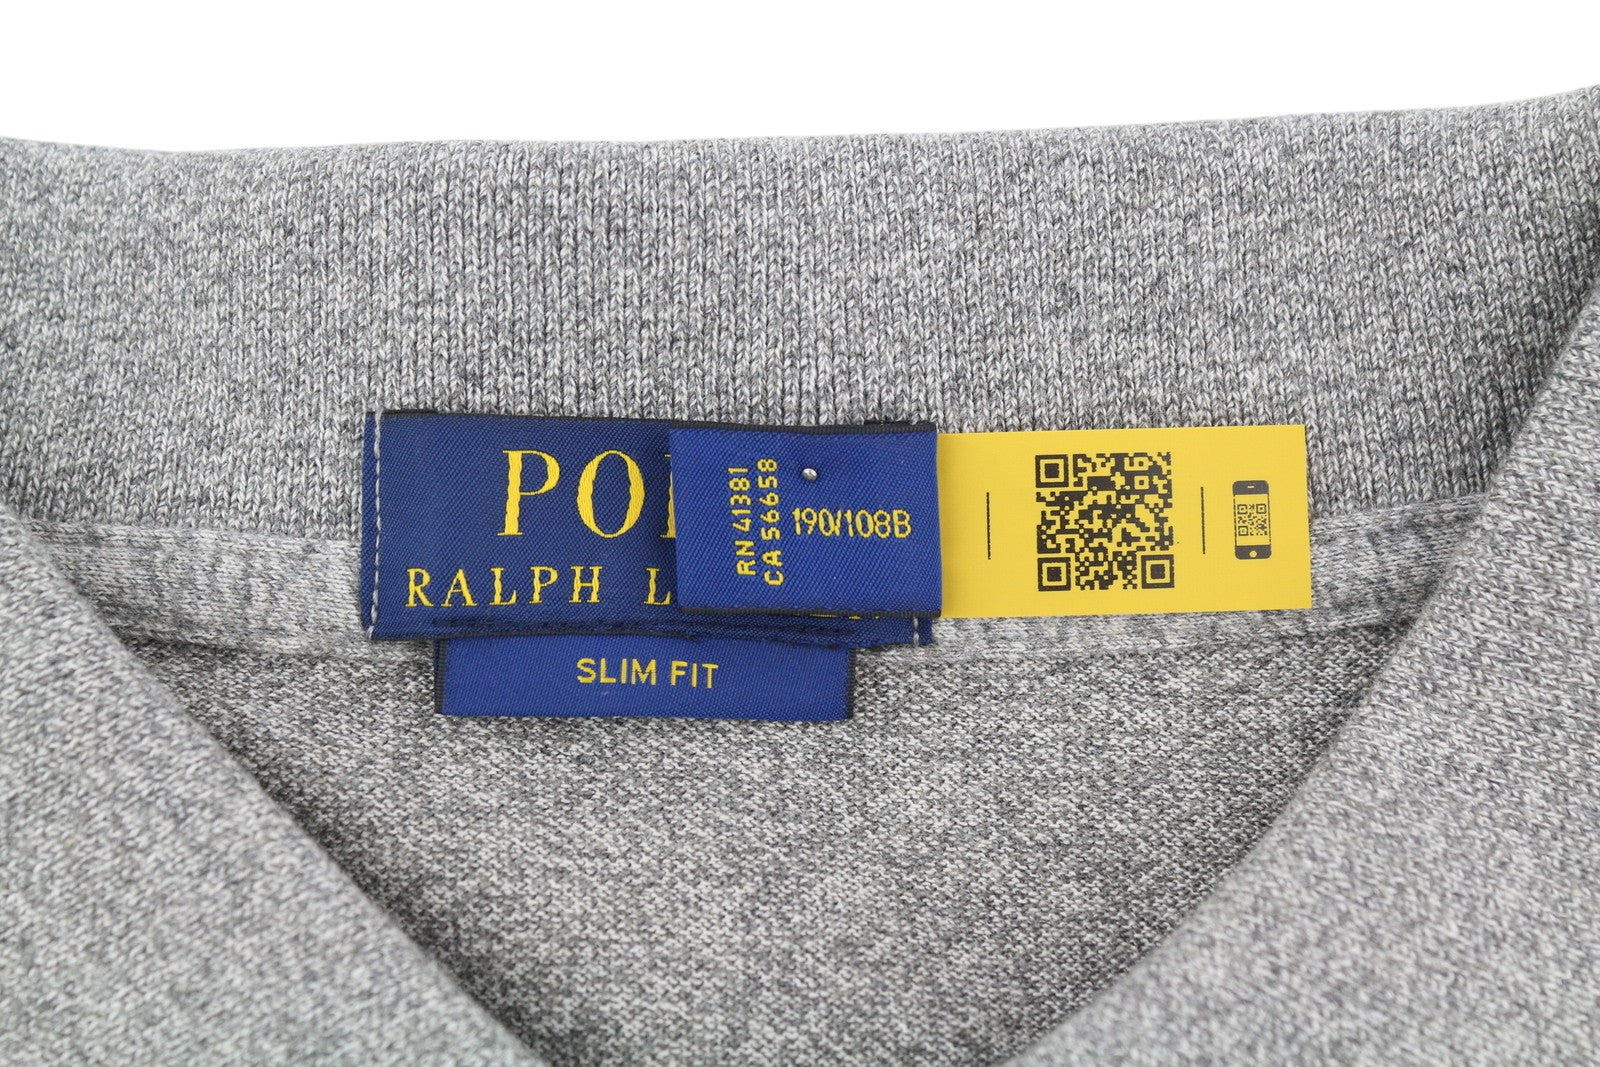 PO
RALPH L
RN 41381
CA 56658
190/108B
SLIM FIT